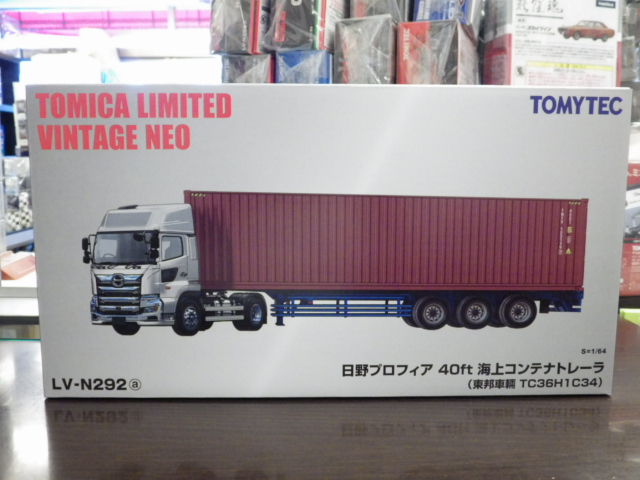 TOMICA LIMITED
VINTAGE NEO
TOMYTEC
S=1/64
日野プロフィア 40ft 海上コンテナトレーラ
(東邦車輛 TC36H1C34)
LV-N292ⓐ